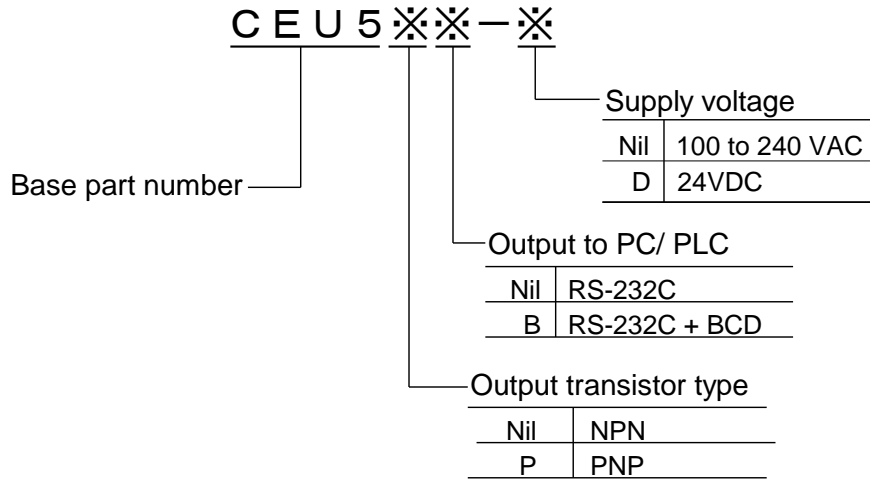 ＣＥＵ５※※－※
Supply voltage
Nil 100 to 240 VAC
D 24VDC
Base part number
Output to PC/ PLC
Nil RS-232C
B RS-232C + BCD
Output transistor type
Nil NPN
P PNP